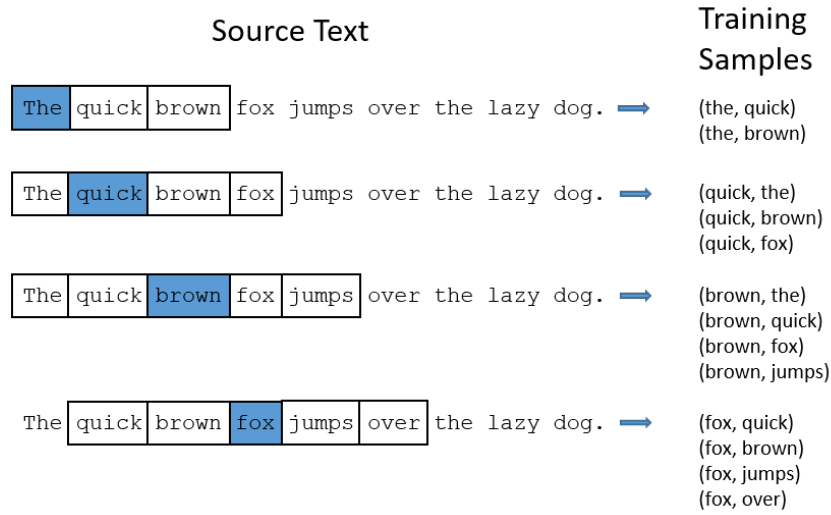 Source Text
Training
Samples
The quick brown fox jumps over the lazy dog.
(the, quick)
(the, brown)
The quick brown fox jumps over the lazy dog.
(quick, the)
(quick, brown)
(quick, fox)
The quick brown fox jumps over the lazy dog.
(brown, the)
(brown, quick)
(brown, fox)
(brown, jumps)
The quick brown fox jumps over the lazy dog.
(fox, quick)
(fox, brown)
(fox, jumps)
(fox, over)